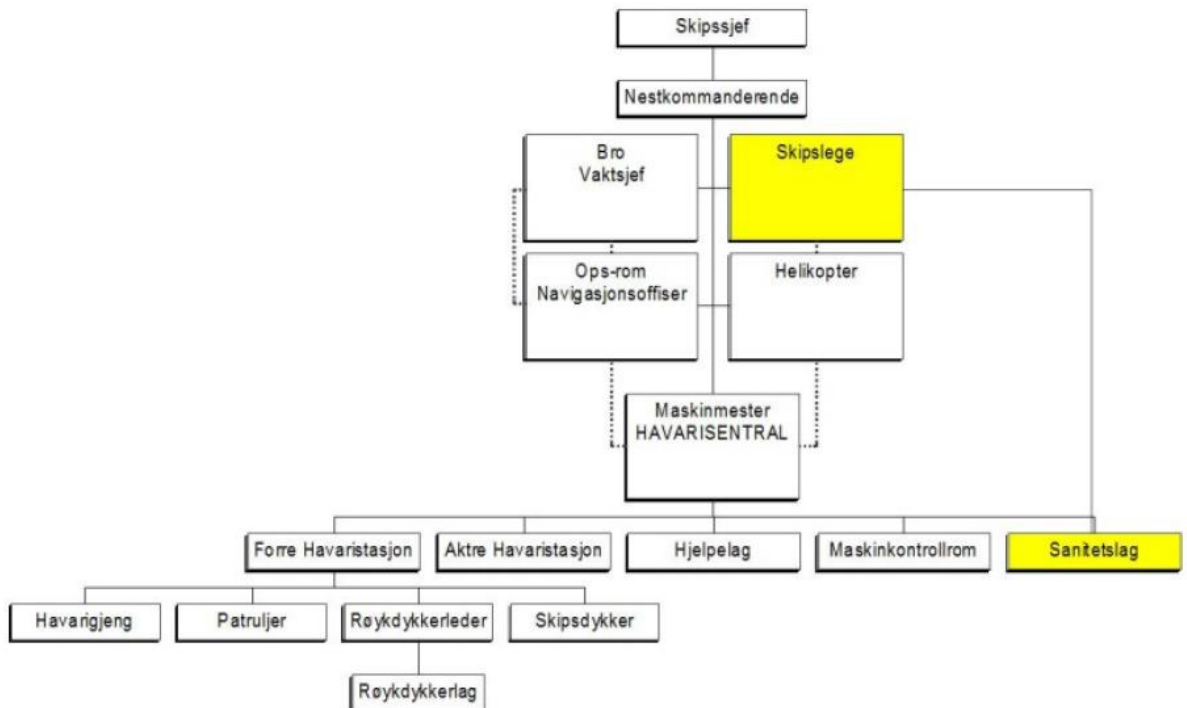 Skipssjef
Nestkommanderende
Bro
Vaktsjef
Skipslege
Ops-rom
Navigasjonsoffiser
Helikopter
Maskinmester
HAVARISENTRAL
Forre Havaristasjon
Aktre Havaristasjon
Hjelpelag
Maskinkontrollrom
Sanitetslag
Havarigjeng
Patruljer
Røykdykkerleder
Skipsdykker
Røykdykkerlag